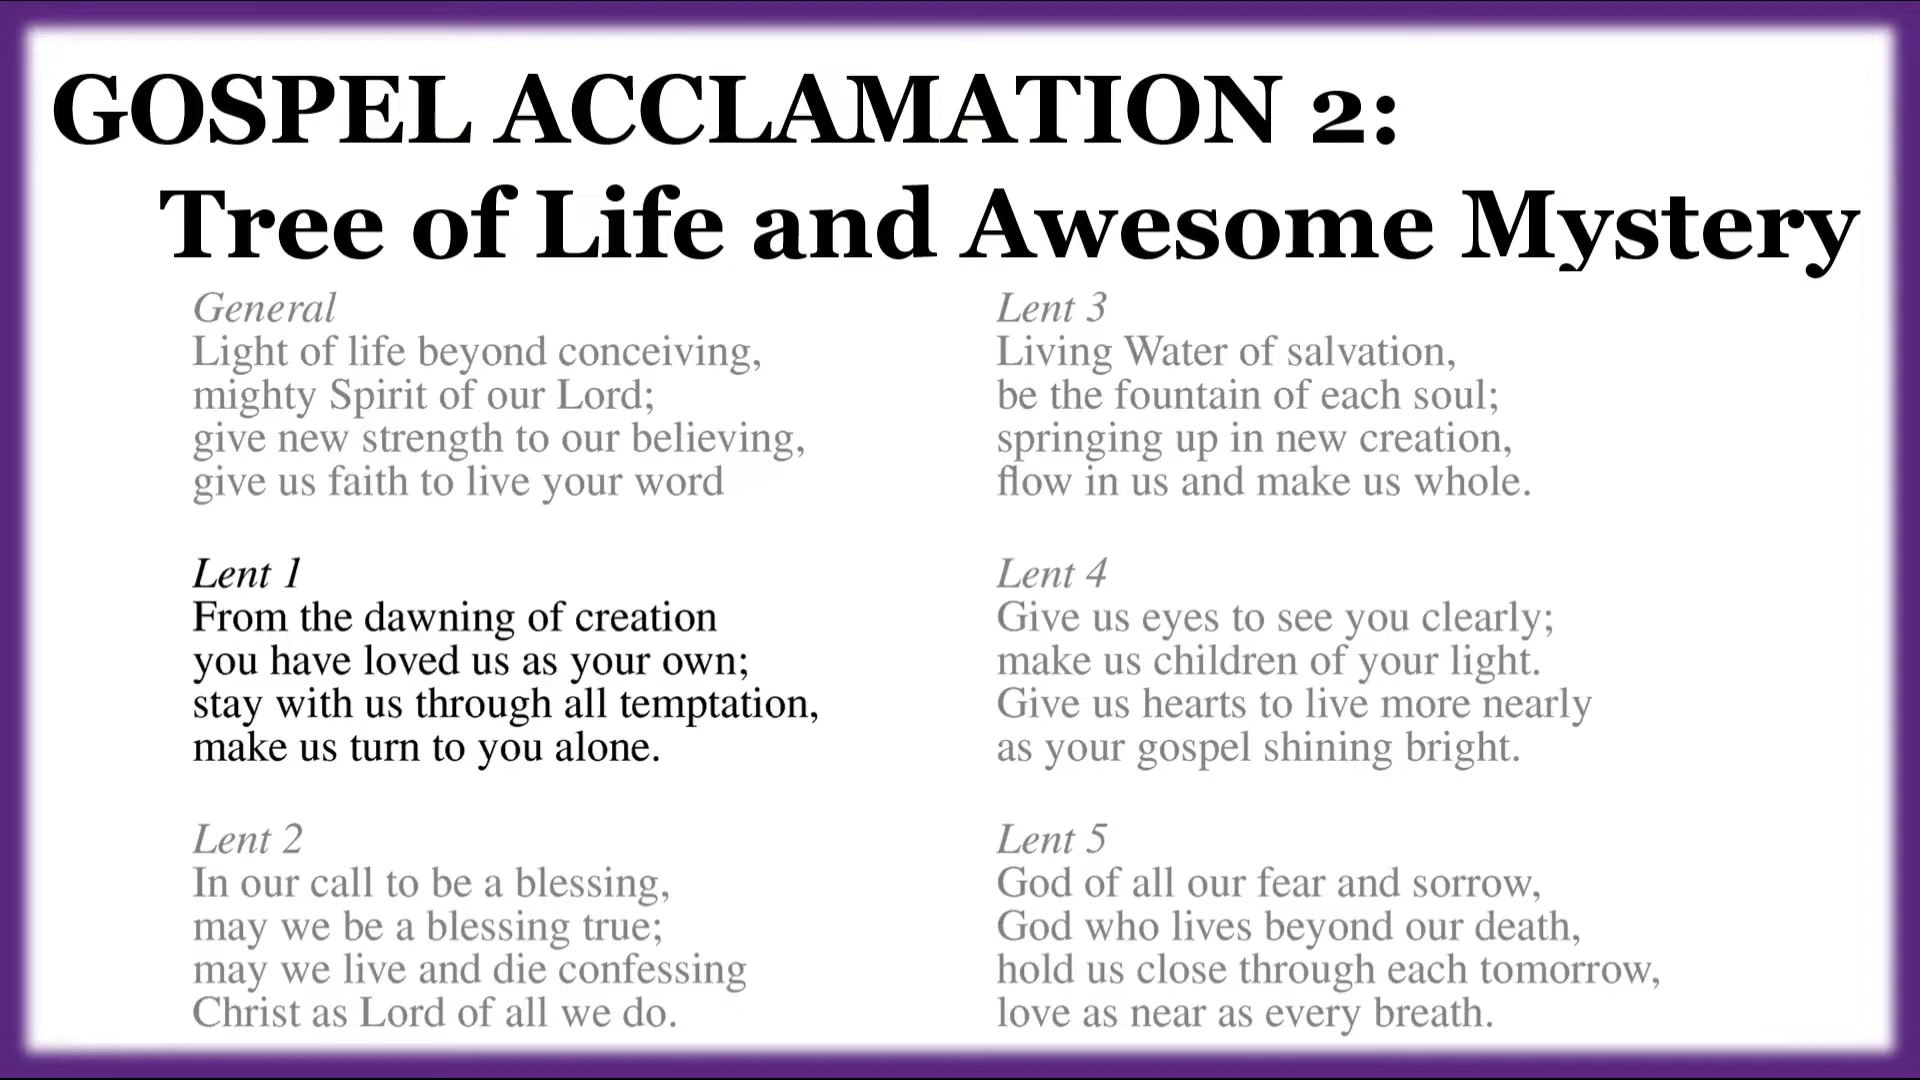 GOSPEL ACCLAMATION 2:
Tree of Life and Awesome Mystery
General
Light of life beyond conceiving,
mighty Spirit of our Lord;
give new strength to our believing,
give us faith to live your word
Lent 1
From the dawning of creation
you have loved us as your own;
stay with us through all temptation,
make us turn to you alone.
Lent 2
In our call to be a blessing,
may we be a blessing true;
may we live and die confessing
Christ as Lord of all we do.
Lent 3
Living Water of salvation,
be the fountain of each soul;
springing up in new creation,
flow in us and make us whole.
Lent 4
Give us eyes to see you clearly;
make us children of your light.
Give us hearts to live more nearly
as your gospel shining bright.
Lent 5
God of all our fear and sorrow,
God who lives beyond our death,
hold us close through each tomorrow,
love as near as every breath.